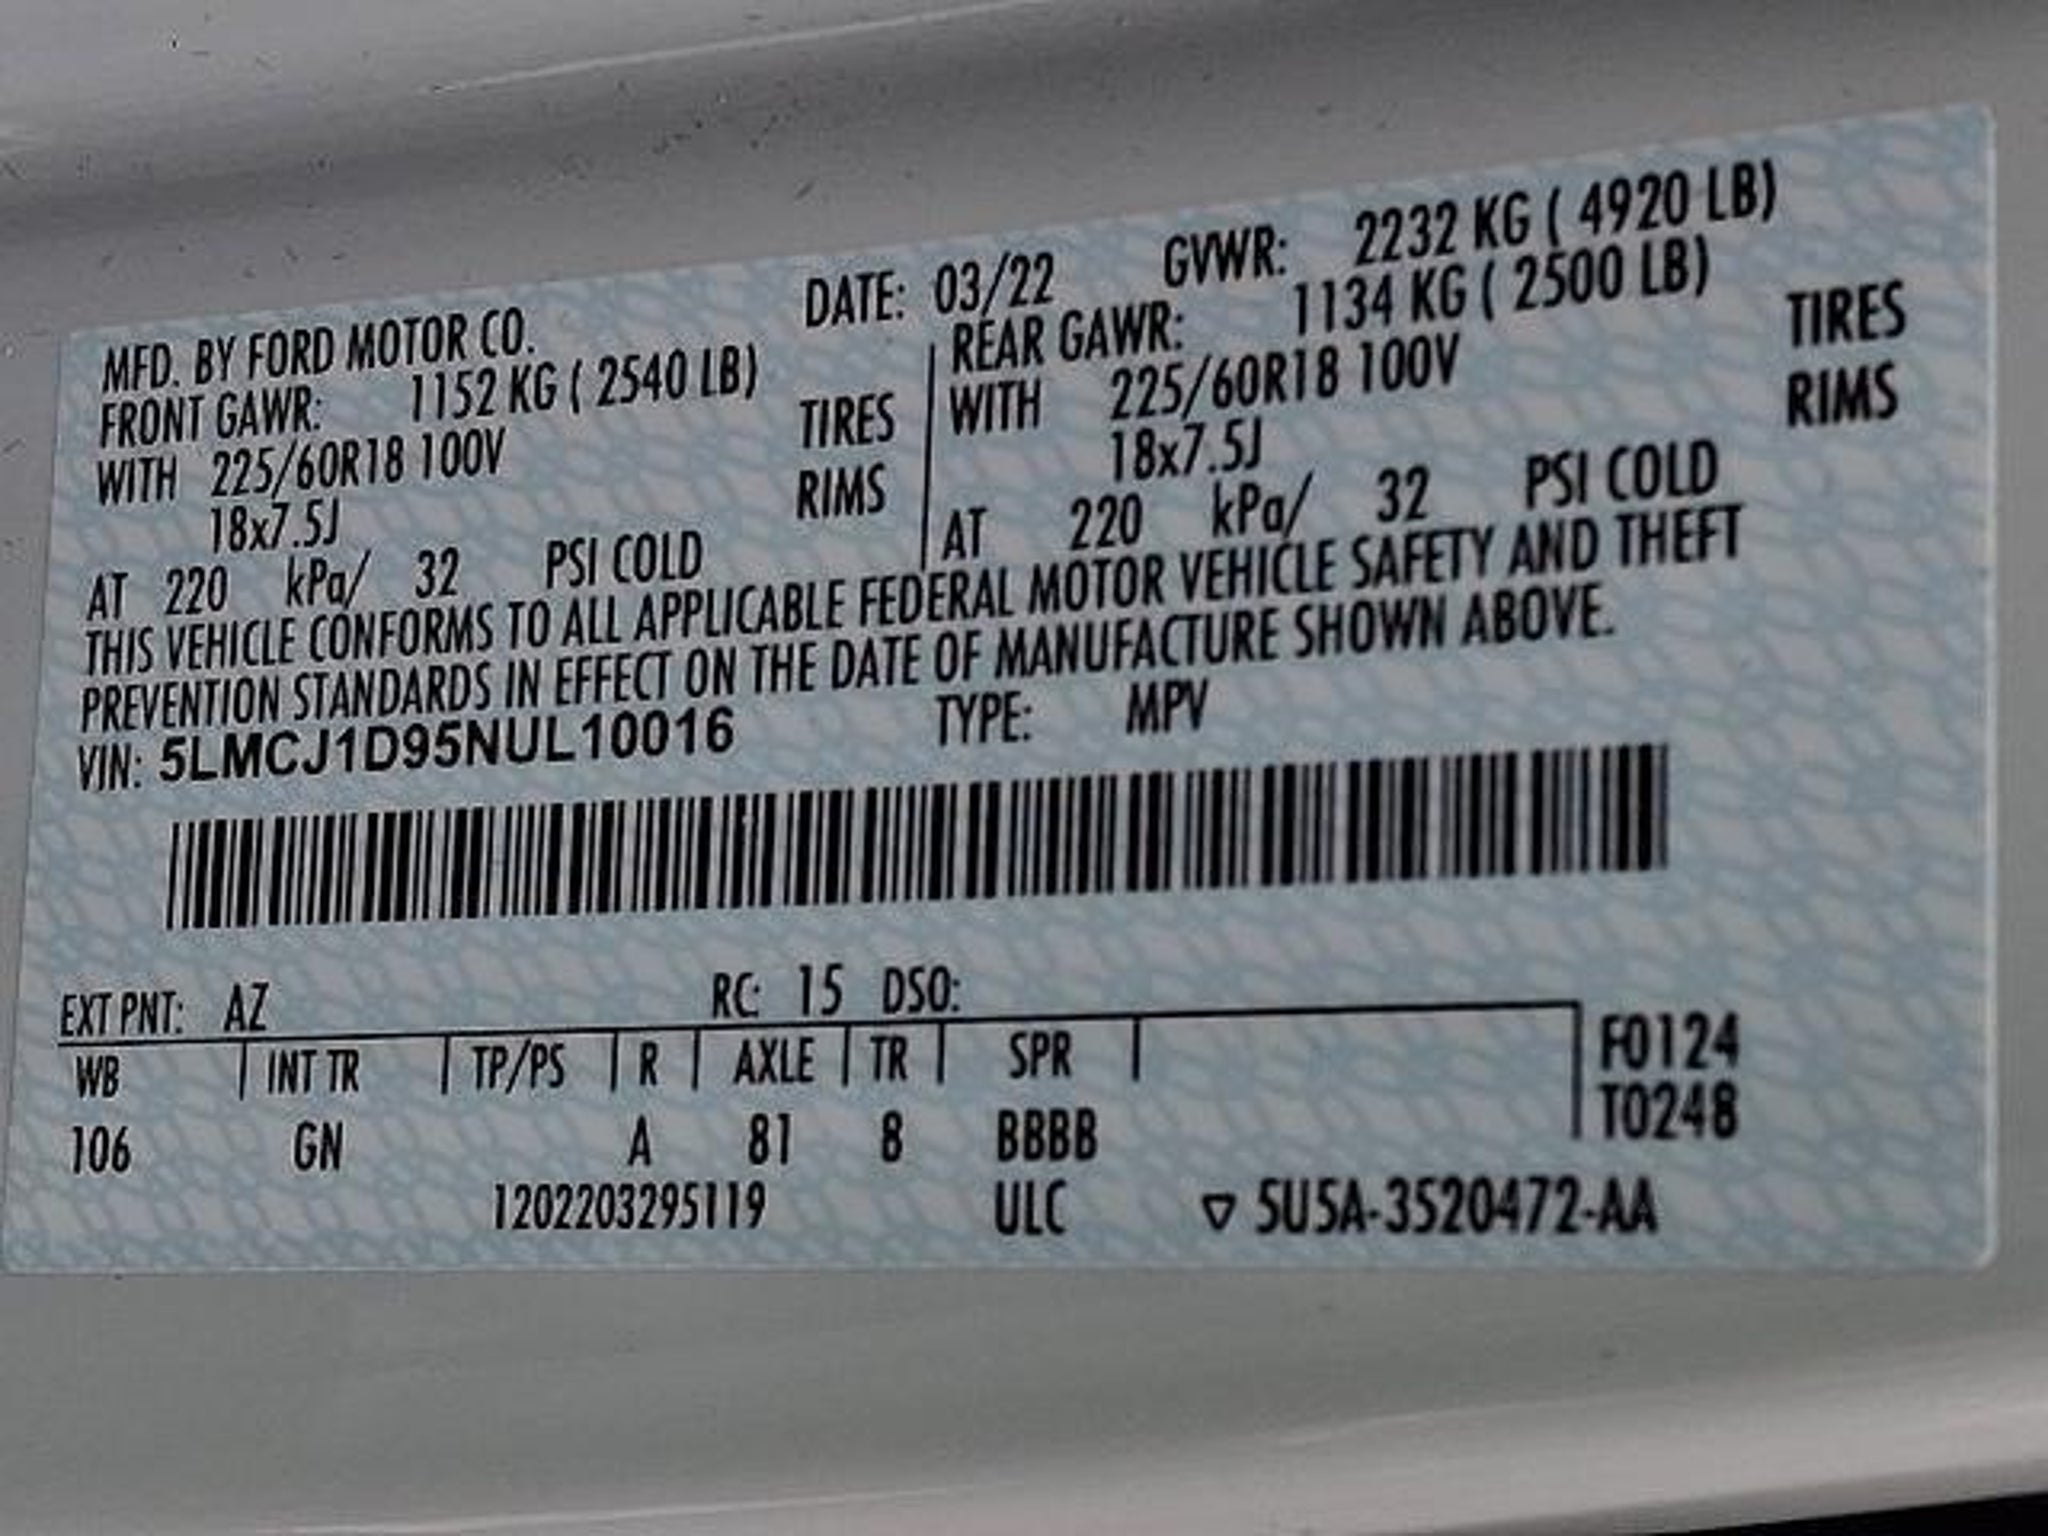 MFD. BY FORD MOTOR CO. DATE: 03/22 GVWR: 2232 KG ( 4920 LB)
FRONT GAWR: 1152 KG ( 2540 LB)
WITH 225/60R18 100V TIRES
18x7.5J RIMS
AT 220 kPa/ 32 PSI COLD
REAR GAWR: 1134 KG ( 2500 LB)
WITH 225/60R18 100V TIRES
18x7.5J RIMS
AT 220 kPa/ 32 PSI COLD
THIS VEHICLE CONFORMS TO ALL APPLICABLE FEDERAL MOTOR VEHICLE SAFETY AND THEFT
PREVENTION STANDARDS IN EFFECT ON THE DATE OF MANUFACTURE SHOWN ABOVE.
VIN: 5LMCJ1D95NUL10016 TYPE: MPV
EXT PNT: AZ RC: 15 DSO:
WB INT TR TP/PS R AXLE TR SPR F0124
T0248
106 GN A 81 8 BBBB
1202203295119 ULC ▽ 5U5A-3520472-AA